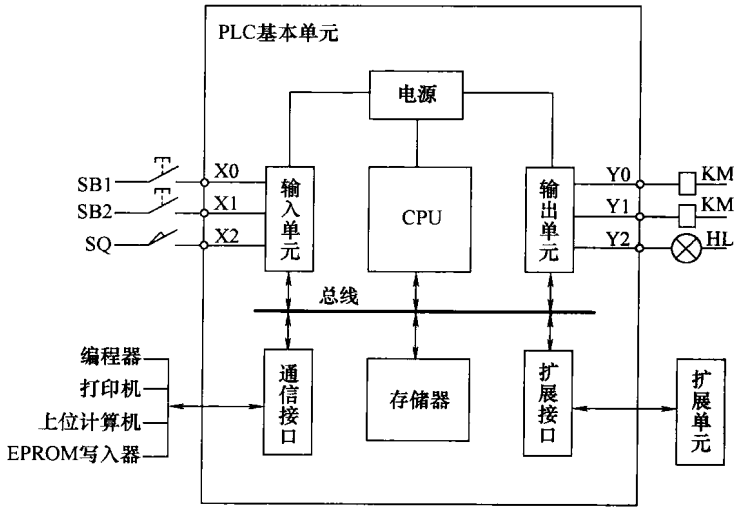 PLC基本单元
电源
SB1
X0
输入单元
CPU
输出单元
Y0
KM
SB2
X1
Y1
KM
SQ
X2
Y2
HL
总线
编程器
打印机
上位计算机
EPROM写入器
通信接口
存储器
扩展接口
扩展单元